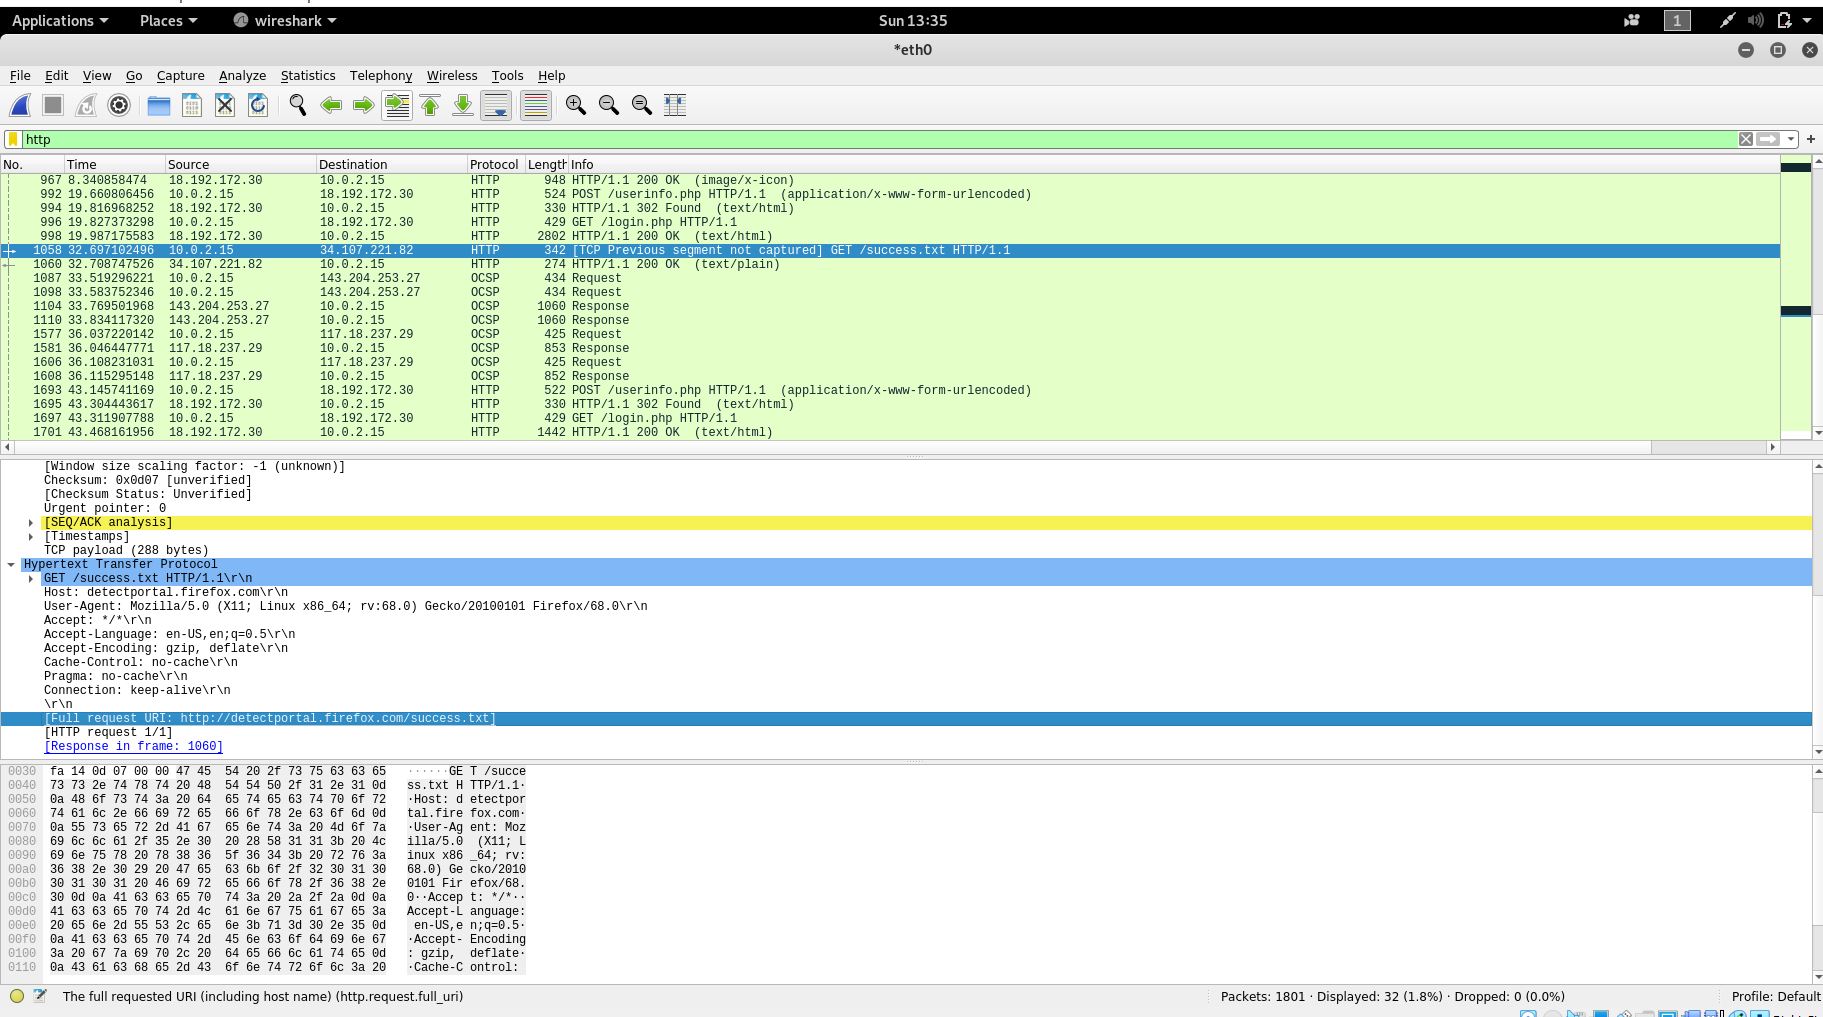 Applications Places wireshark Sun 13:35 1
*eth0
File Edit View Go Capture Analyze Statistics Telephony Wireless Tools Help
http
No. Time Source Destination Protocol Length Info
967 8.340858474 18.192.172.30 10.0.2.15 HTTP 948 HTTP/1.1 200 OK (image/x-icon)
992 19.660806456 10.0.2.15 18.192.172.30 HTTP 524 POST /userinfo.php HTTP/1.1 (application/x-www-form-urlencoded)
994 19.816968252 18.192.172.30 10.0.2.15 HTTP 330 HTTP/1.1 302 Found (text/html)
996 19.827373298 10.0.2.15 18.192.172.30 HTTP 429 GET /login.php HTTP/1.1
998 19.987175583 18.192.172.30 10.0.2.15 HTTP 2802 HTTP/1.1 200 OK (text/html)
1058 32.697102496 10.0.2.15 34.107.221.82 HTTP 342 [TCP Previous segment not captured] GET /success.txt HTTP/1.1
1060 32.708747526 34.107.221.82 10.0.2.15 HTTP 274 HTTP/1.1 200 OK (text/plain)
1087 33.519296221 10.0.2.15 143.204.253.27 OCSP 434 Request
1098 33.583752346 10.0.2.15 143.204.253.27 OCSP 434 Request
1104 33.769501968 143.204.253.27 10.0.2.15 OCSP 1060 Response
1110 33.834117320 143.204.253.27 10.0.2.15 OCSP 1060 Response
1577 36.037220142 10.0.2.15 117.18.237.29 OCSP 425 Request
1581 36.046447771 117.18.237.29 10.0.2.15 OCSP 853 Response
1606 36.108231031 10.0.2.15 117.18.237.29 OCSP 425 Request
1608 36.115295148 117.18.237.29 10.0.2.15 OCSP 852 Response
1693 43.145741169 10.0.2.15 18.192.172.30 HTTP 522 POST /userinfo.php HTTP/1.1 (application/x-www-form-urlencoded)
1695 43.304443617 18.192.172.30 10.0.2.15 HTTP 330 HTTP/1.1 302 Found (text/html)
1697 43.311907788 10.0.2.15 18.192.172.30 HTTP 429 GET /login.php HTTP/1.1
1701 43.468161956 18.192.172.30 10.0.2.15 HTTP 1442 HTTP/1.1 200 OK (text/html)
[Window size scaling factor: -1 (unknown)]
Checksum: 0x0d07 [unverified]
[Checksum Status: Unverified]
Urgent pointer: 0
[SEQ/ACK analysis]
[Timestamps]
TCP payload (288 bytes)
Hypertext Transfer Protocol
GET /success.txt HTTP/1.1\r\n
Host: detectportal.firefox.com\r\n
User-Agent: Mozilla/5.0 (X11; Linux x86_64; rv:68.0) Gecko/20100101 Firefox/68.0\r\n
Accept: */*\r\n
Accept-Language: en-US,en;q=0.5\r\n
Accept-Encoding: gzip, deflate\r\n
Cache-Control: no-cache\r\n
Pragma: no-cache\r\n
Connection: keep-alive\r\n
\r\n
[Full request URI: http://detectportal.firefox.com/success.txt]
[HTTP request 1/1]
[Response in frame: 1060]
0030 fa 14 0d 07 00 00 47 45 54 20 2f 73 75 63 63 65 ······GE T /succe
0040 73 73 2e 74 78 74 20 48 54 54 50 2f 31 2e 31 0d ss.txt H TTP/1.1·
0050 0a 48 6f 73 74 3a 20 64 65 74 65 63 74 70 6f 72 ·Host: d etectpor
0060 74 61 6c 2e 66 69 72 65 66 6f 78 2e 63 6f 6d 0d tal.fire fox.com·
0070 0a 55 73 65 72 2d 41 67 65 6e 74 3a 20 4d 6f 7a ·User-Ag ent: Moz
0080 69 6c 6c 61 2f 35 2e 30 20 28 58 31 31 3b 20 4c illa/5.0 (X11; L
0090 69 6e 75 78 20 78 38 36 5f 36 34 3b 20 72 76 3a inux x86 _64; rv:
00a0 36 38 2e 30 29 20 47 65 63 6b 6f 2f 32 30 31 30 68.0) Ge cko/2010
00b0 30 31 30 31 20 46 69 72 65 66 6f 78 2f 36 38 2e 0101 Fir efox/68.
00c0 30 0d 0a 41 63 63 65 70 74 3a 20 2a 2f 2a 0d 0a 0··Accep t: */*··
00d0 41 63 63 65 70 74 2d 4c 61 6e 67 75 61 67 65 3a Accept-L anguage:
00e0 20 65 6e 2d 55 53 2c 65 6e 3b 71 3d 30 2e 35 0d en-US,e n;q=0.5·
00f0 0a 41 63 63 65 70 74 2d 45 6e 63 6f 64 69 6e 67 ·Accept- Encoding
0100 3a 20 67 7a 69 70 2c 20 64 65 66 6c 61 74 65 0d : gzip, deflate·
0110 0a 43 61 63 68 65 2d 43 6f 6e 74 72 6f 6c 3a 20 ·Cache-C ontrol:
The full requested URI (including host name) (http.request.full_uri) Packets: 1801 · Displayed: 32 (1.8%) · Dropped: 0 (0.0%) Profile: Default